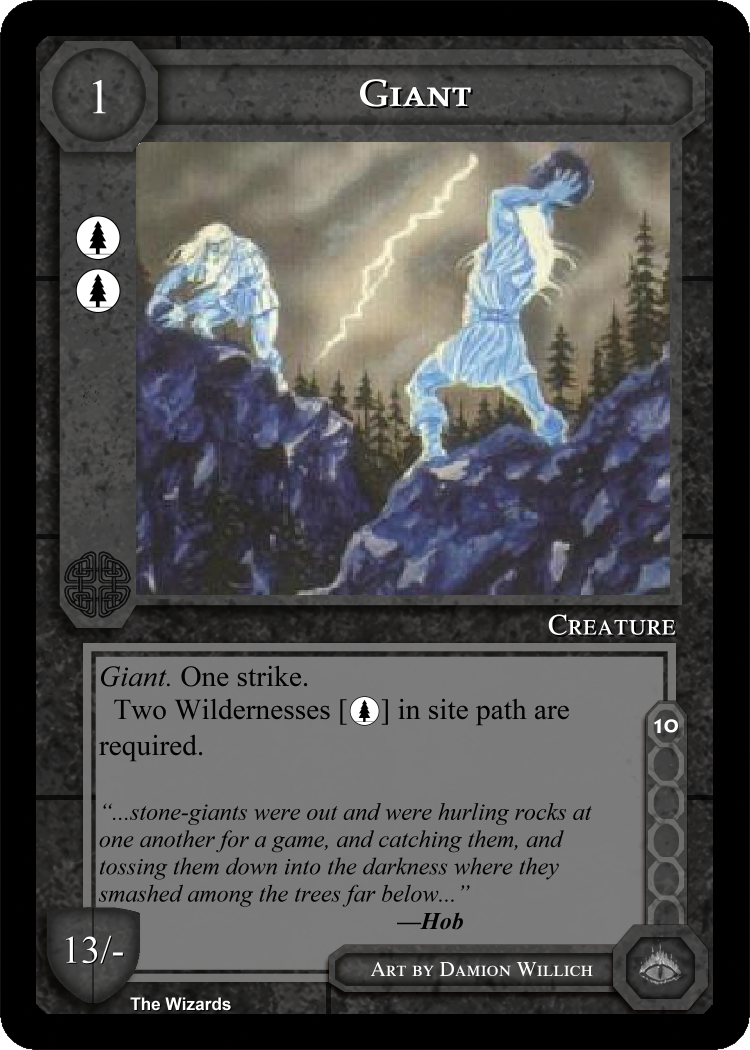 1
GIANT
CREATURE
Giant. One strike.
Two Wildernesses [] in site path are
required.
“...stone-giants were out and were hurling rocks at
one another for a game, and catching them, and
tossing them down into the darkness where they
smashed among the trees far below...”
—Hob
10
13/-
ART BY DAMION WILLICH
The Wizards